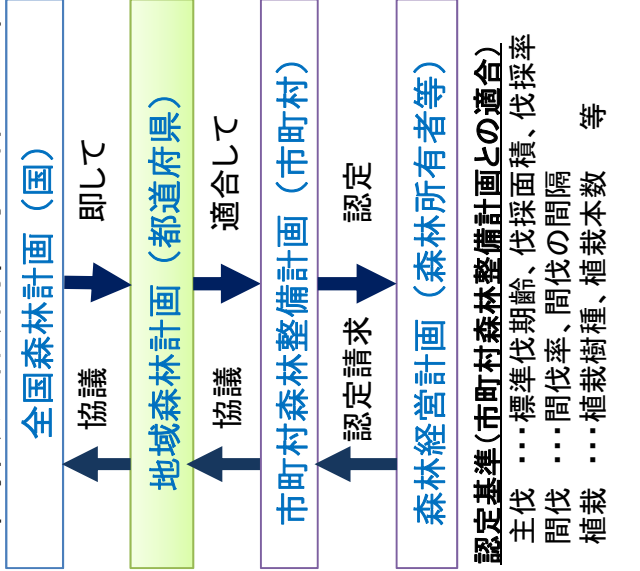 全国森林計画（国）
協議
即して
地域森林計画（都道府県）
協議
適合して
市町村森林整備計画（市町村）
認定請求
認定
森林経営計画（森林所有者等）
認定基準（市町村森林整備計画との適合）
主伐 ・・・標準伐期齢、伐採面積、伐採率
間伐 ・・・間伐率、間伐の間隔
植栽 ・・・植栽樹種、植栽本数 等